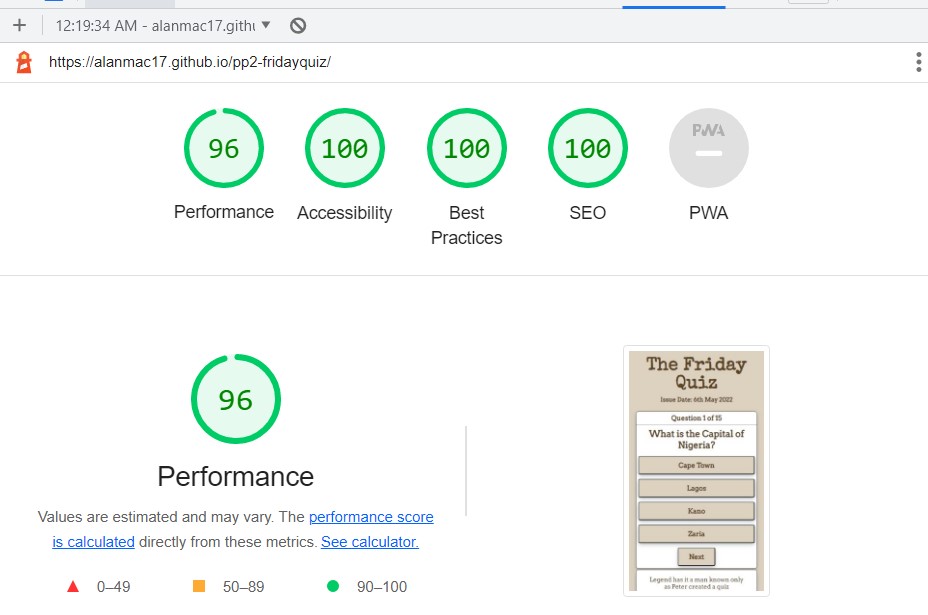 12:19:34 AM - alanmac17.githu
https://alanmac17.github.io/pp2-fridayquiz/
96
100
100
100
PWA
Performance
Accessibility
Best
Practices
SEO
PWA
96
Performance
Values are estimated and may vary. The performance score
is calculated directly from these metrics. See calculator.
0–49
50–89
90–100
The Friday
Quiz
Issue Date: 6th May 2022
Question 1 of 15
What is the Capital of
Nigeria?
Cape Town
Lagos
Kano
Zaria
Next
Legend has it a man known only
as Peter created a quiz